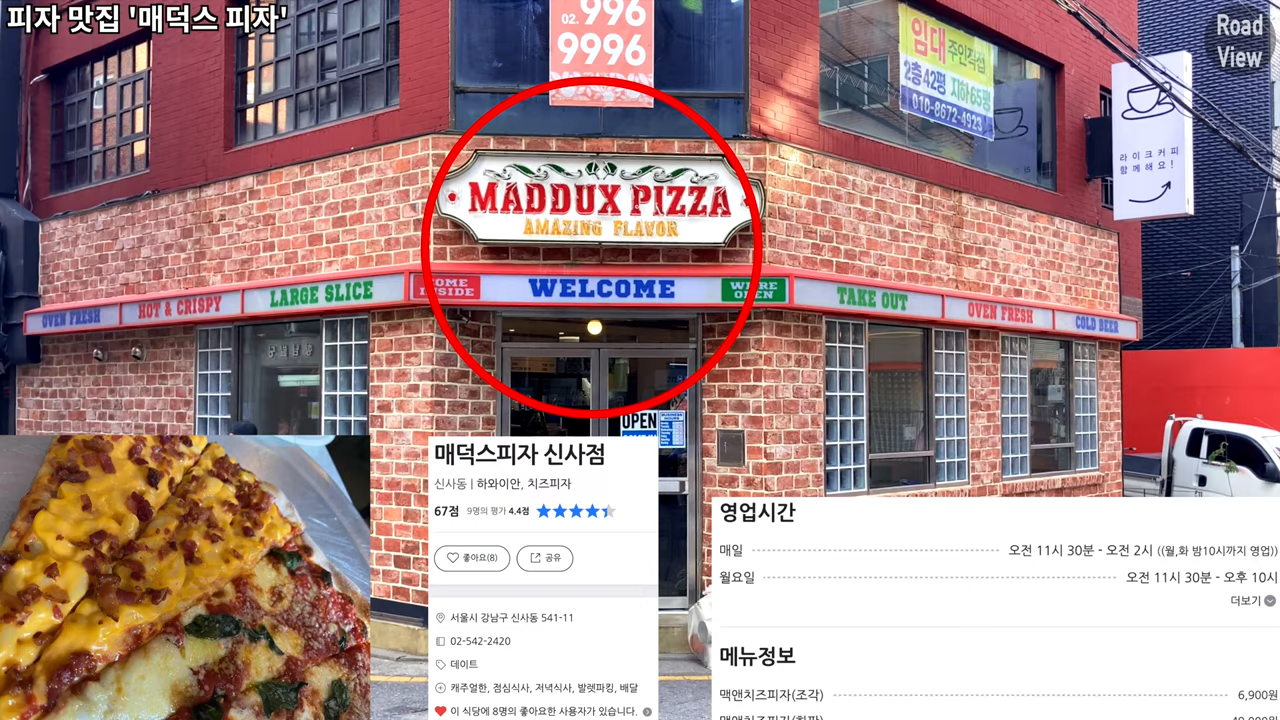 피자 맛집 '매덕스 피자'
Road
View
02. 996
9996
임대 주인직접
2층42평 지하65평
010-8672-4923
라이크커피
함께해요!
MADDUX PIZZA
AMAZING FLAVOR
OVEN FRESH
HOT & CRISPY
LARGE SLICE
COME
INSIDE
WELCOME
WE'RE
OPEN
TAKE OUT
OVEN FRESH
COLD BEER
OPEN
BUSINESS
HOURS
매덕스피자 신사점
신사동 | 하와이안, 치즈피자
67점 9명의 평가 4.4점
좋아요(8) 공유
서울시 강남구 신사동 541-11
02-542-2420
데이트
캐주얼한, 점심식사, 저녁식사, 발렛파킹, 배달
이 식당에 8명의 좋아요한 사용자가 있습니다.
영업시간
매일 오전 11시 30분 - 오전 2시 ((월,화 밤10시까지 영업))
월요일 오전 11시 30분 - 오후 10시
더보기
메뉴정보
맥앤치즈피자(조각) 6,900원